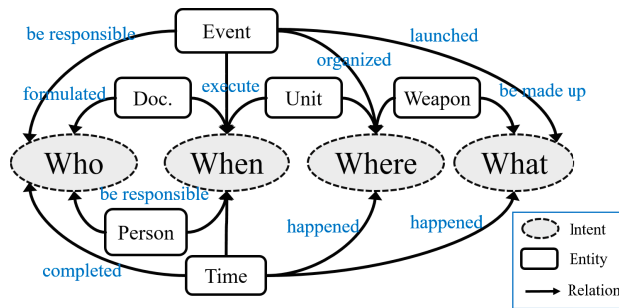 Event
be responsible
launched
organized
formulated
Doc.
execute
Unit
Weapon
be made up
Who
When
Where
What
be responsible
Person
happened
happened
completed
Time
Intent
Entity
Relation